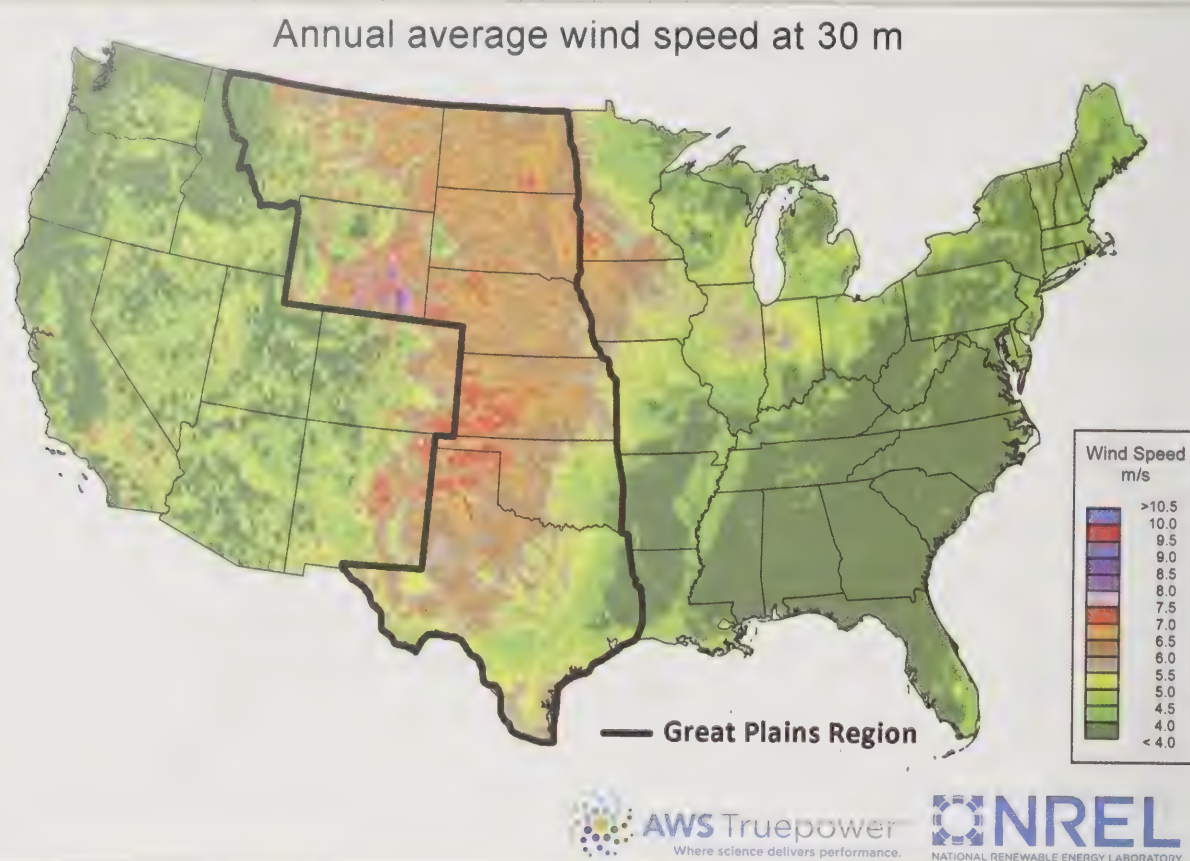 Annual average wind speed at 30 m
Wind Speed
m/s
>10.5
10.0
9.5
9.0
8.5
8.0
7.5
7.0
6.5
6.0
5.5
5.0
4.5
4.0
< 4.0
Great Plains Region
AWS Truepower
Where science delivers performance.
NREL
NATIONAL RENEWABLE ENERGY LABORATORY